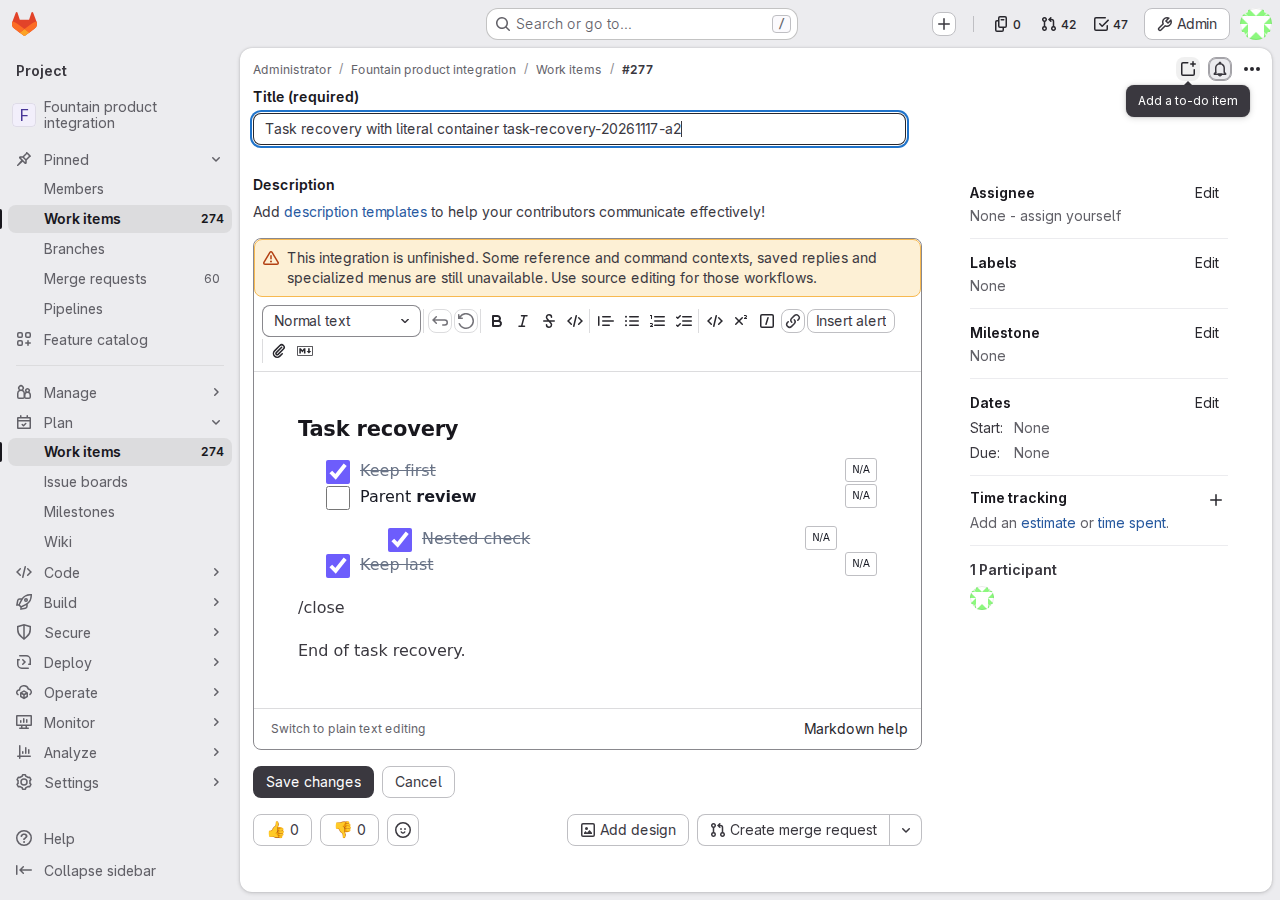 Search or go to...
/
0
42
47
Admin
Project
F
Fountain product integration
Pinned
Members
Work items 274
Branches
Merge requests 60
Pipelines
Feature catalog
Manage
Plan
Work items 274
Issue boards
Milestones
Wiki
Code
Build
Secure
Deploy
Operate
Monitor
Analyze
Settings
Help
Collapse sidebar
Administrator / Fountain product integration / Work items / #277
Add a to-do item
Title (required)
Task recovery with literal container task-recovery-20261117-a2
Description
Add description templates to help your contributors communicate effectively!
This integration is unfinished. Some reference and command contexts, saved replies and
specialized menus are still unavailable. Use source editing for those workflows.
Normal text
Insert alert
Task recovery
Keep first N/A
Parent review N/A
Nested check N/A
Keep last N/A
/close
End of task recovery.
Switch to plain text editing
Markdown help
Save changes
Cancel
👍 0
👎 0
Add design
Create merge request
Assignee Edit
None - assign yourself
Labels Edit
None
Milestone Edit
None
Dates Edit
Start: None
Due: None
Time tracking
Add an estimate or time spent.
1 Participant